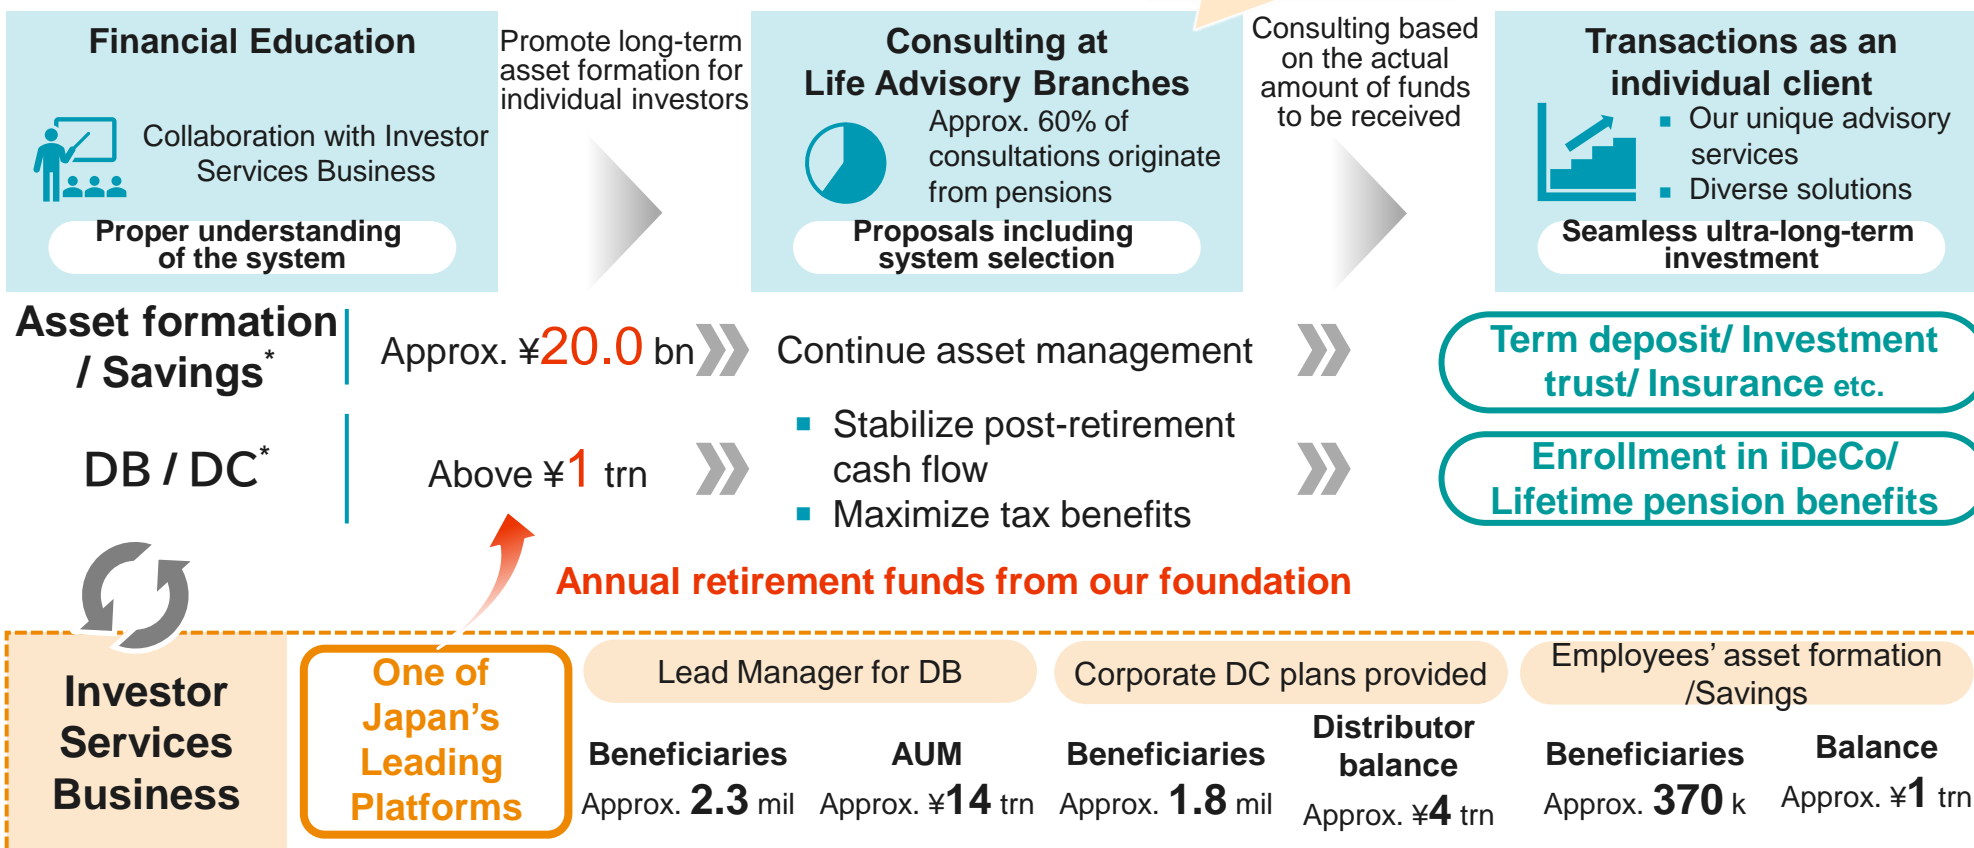 Financial Education
Collaboration with Investor
Services Business
Proper understanding
of the system
Promote long-term
asset formation for
individual investors
Consulting at
Life Advisory Branches
Approx. 60% of
consultations originate
from pensions
Proposals including
system selection
Consulting based
on the actual
amount of funds
to be received
Transactions as an
individual client
■ Our unique advisory
services
■ Diverse solutions
Seamless ultra-long-term
investment
Asset formation
/ Savings*
Approx. ¥20.0 bn
Continue asset management
Term deposit/ Investment
trust/ Insurance etc.
DB / DC*
Above ¥1 trn
■ Stabilize post-retirement
cash flow
■ Maximize tax benefits
Enrollment in iDeCo/
Lifetime pension benefits
Annual retirement funds from our foundation
Investor
Services
Business
One of
Japan’s
Leading
Platforms
Lead Manager for DB
Beneficiaries
Approx. 2.3 mil
AUM
Approx. ¥14 trn
Corporate DC plans provided
Beneficiaries
Approx. 1.8 mil
Distributor
balance
Approx. ¥4 trn
Employees’ asset formation
/Savings
Beneficiaries
Approx. 370 k
Balance
Approx. ¥1 trn